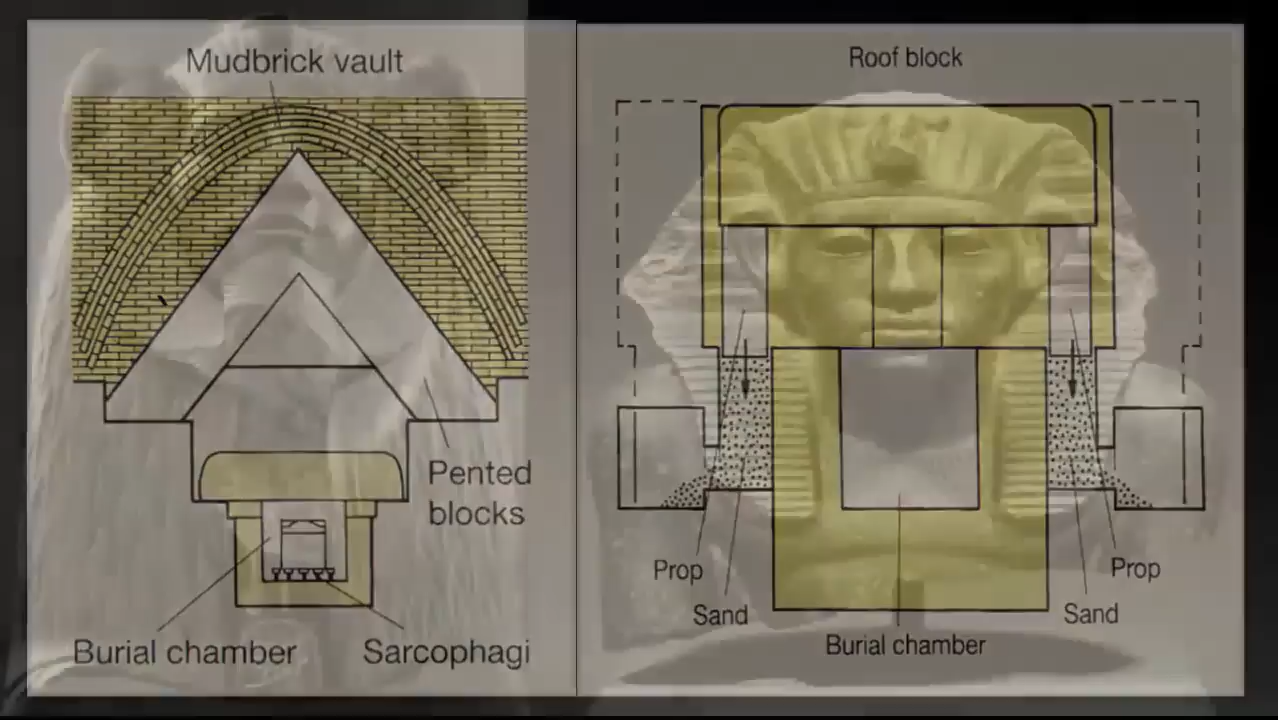 Mudbrick vault
Pented
blocks
Burial chamber
Sarcophagi
Roof block
Prop
Sand
Prop
Sand
Burial chamber